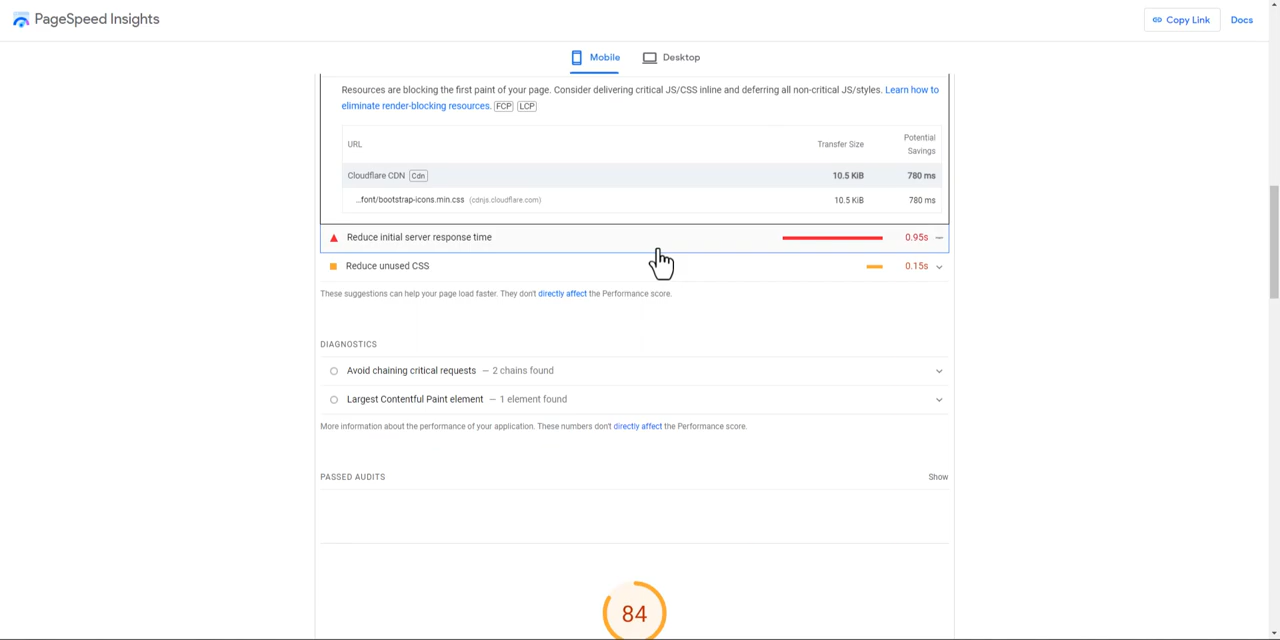 PageSpeed Insights
Copy Link
Docs
Mobile
Desktop
Resources are blocking the first paint of your page. Consider delivering critical JS/CSS inline and deferring all non-critical JS/styles. Learn how to
eliminate render-blocking resources. FCP LCP
URL
Transfer Size
Potential
Savings
Cloudflare CDN Cdn
10.5 KiB
780 ms
...font/bootstrap-icons.min.css (cdnjs.cloudflare.com)
10.5 KiB
780 ms
Reduce initial server response time
0.95s
Reduce unused CSS
0.15s
These suggestions can help your page load faster. They don't directly affect the Performance score.
DIAGNOSTICS
Avoid chaining critical requests — 2 chains found
Largest Contentful Paint element — 1 element found
More information about the performance of your application. These numbers don't directly affect the Performance score.
PASSED AUDITS
Show
84